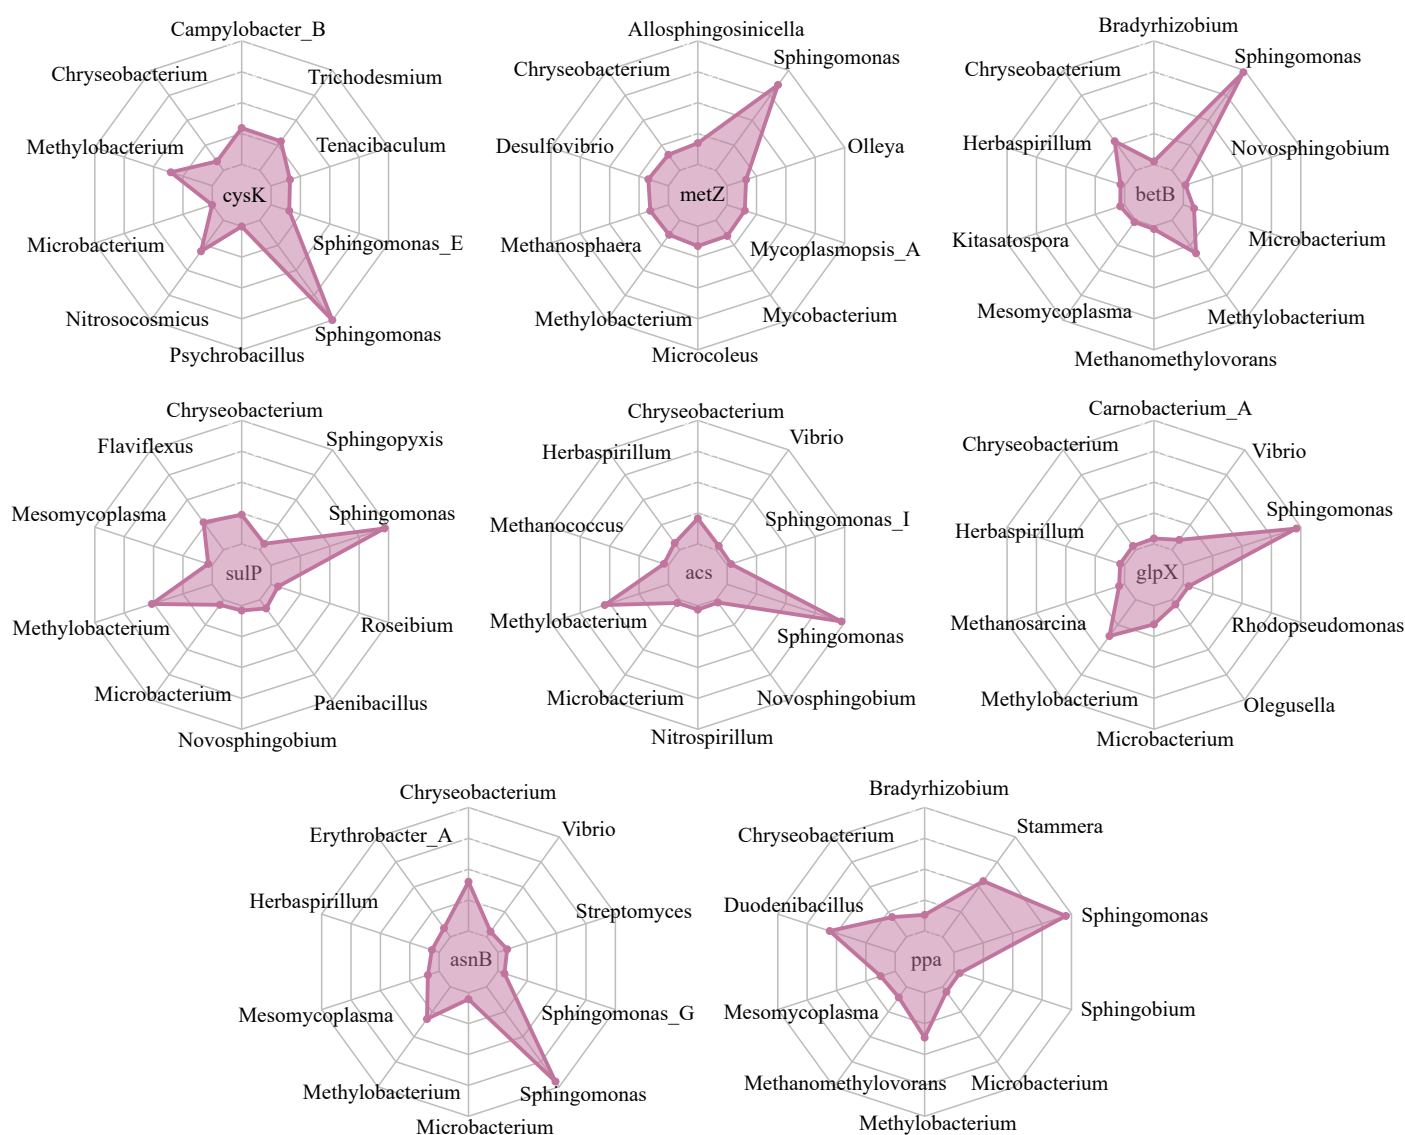 Campylobacter_B
Trichodesmium
Tenacibaculum
Sphingomonas_E
Sphingomonas
Psychrobacillus
Nitrosocosmicus
Microbacterium
Methylobacterium
Chryseobacterium
cysK
Allosphingosinicella
Sphingomonas
Olleya
Mycoplasmopsis_A
Mycobacterium
Microcoleus
Methylobacterium
Methanosphaera
Desulfovibrio
Chryseobacterium
metZ
Bradyrhizobium
Sphingomonas
Novosphingobium
Microbacterium
Methylobacterium
Methanomethylovorans
Mesomycoplasma
Kitasatospora
Herbaspirillum
Chryseobacterium
betB
Chryseobacterium
Sphingopyxis
Sphingomonas
Roseibium
Paenibacillus
Novosphingobium
Microbacterium
Methylobacterium
Mesomycoplasma
Flaviflexus
sulP
Chryseobacterium
Vibrio
Sphingomonas_I
Sphingomonas
Novosphingobium
Nitrospirillum
Microbacterium
Methylobacterium
Methanococcus
Herbaspirillum
acs
Carnobacterium_A
Vibrio
Sphingomonas
Rhodopseudomonas
Olegusella
Microbacterium
Methylobacterium
Methanosarcina
Herbaspirillum
Chryseobacterium
glpX
Chryseobacterium
Vibrio
Streptomyces
Sphingomonas_G
Sphingomonas
Microbacterium
Methylobacterium
Mesomycoplasma
Herbaspirillum
Erythrobacter_A
asnB
Bradyrhizobium
Stammera
Sphingomonas
Sphingobium
Microbacterium
Methylobacterium
Methanomethylovorans
Mesomycoplasma
Duodenibacillus
Chryseobacterium
ppa